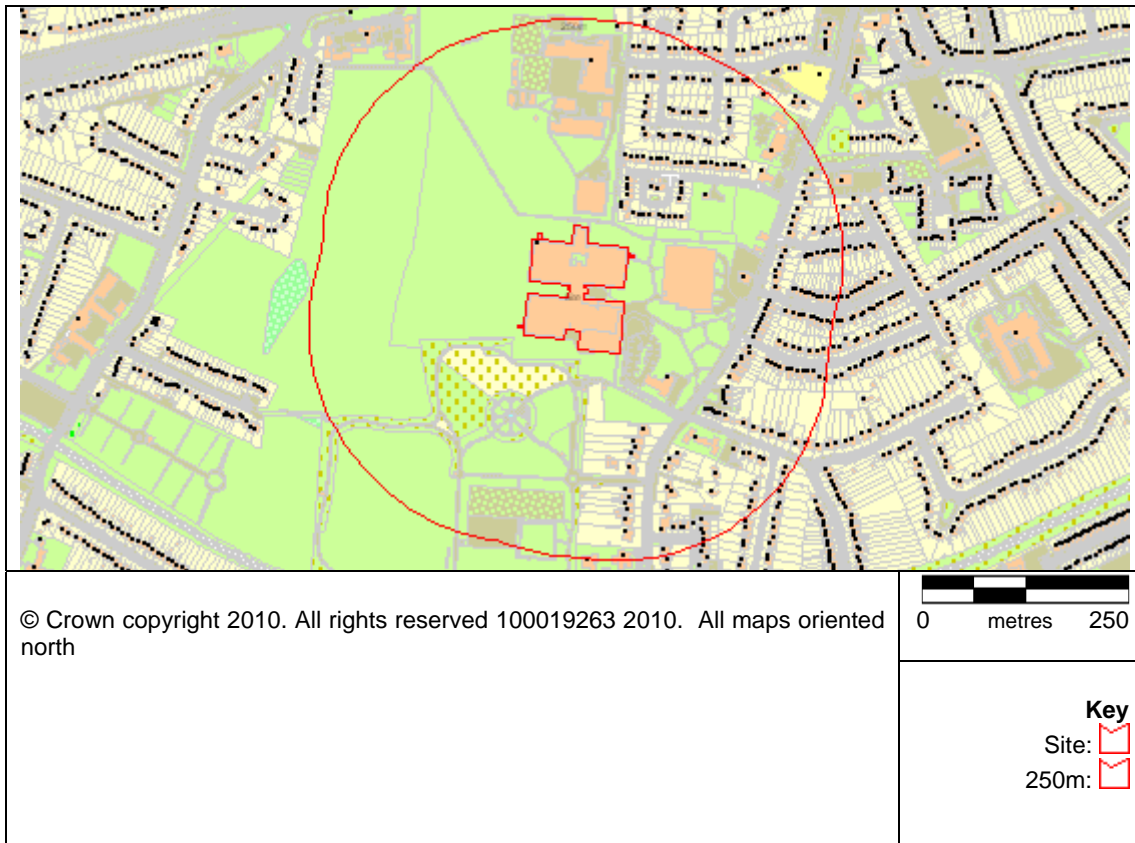 © Crown copyright 2010. All rights reserved 100019263 2010. All maps oriented
north
0 metres 250
Key
Site:
250m: